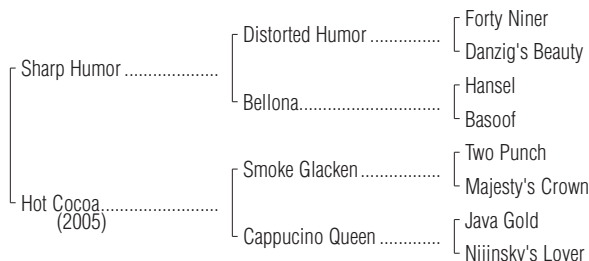 Forty Niner
Distorted Humor ...............
Danzig's Beauty
Sharp Humor ....................
Hansel
Bellona..............................
Basoof
Two Punch
Smoke Glacken .................
Majesty's Crown
Hot Cocoa.........................
(2005)
Java Gold
Cappucino Queen .............
Nijinsky's Lover